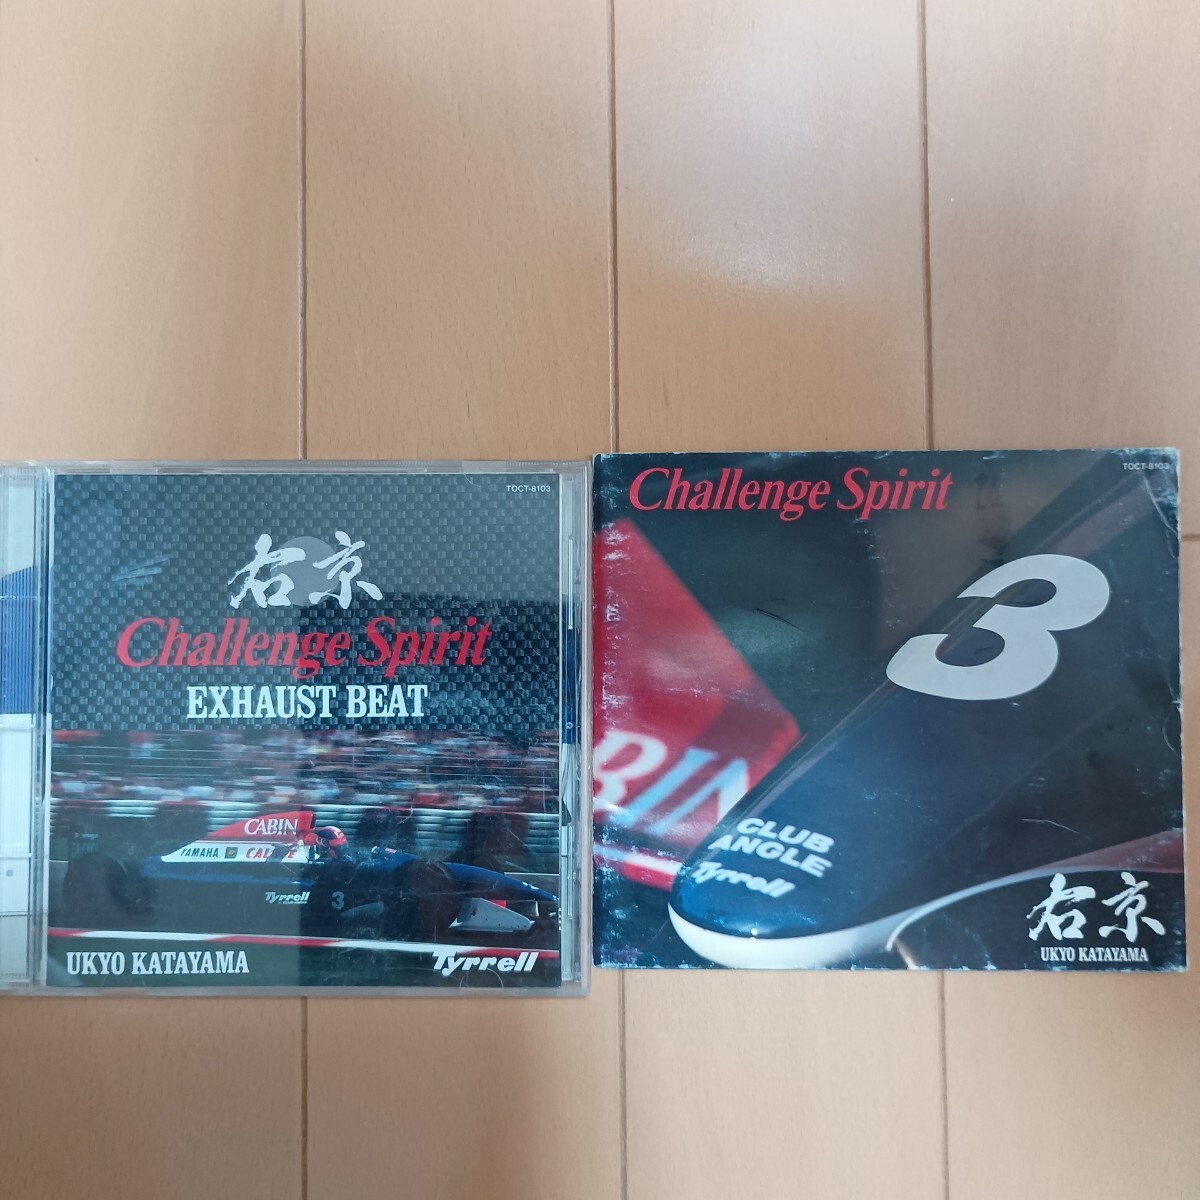 TOCT-8103
右京
Challenge Spirit
EXHAUST BEAT
CABIN
YAMAHA
Tyrrell
3
UKYO KATAYAMA
Tyrrell
TOCT-8103
Challenge Spirit
3
BIN
CLUB
ANGLE
Tyrrell
右京
UKYO KATAYAMA